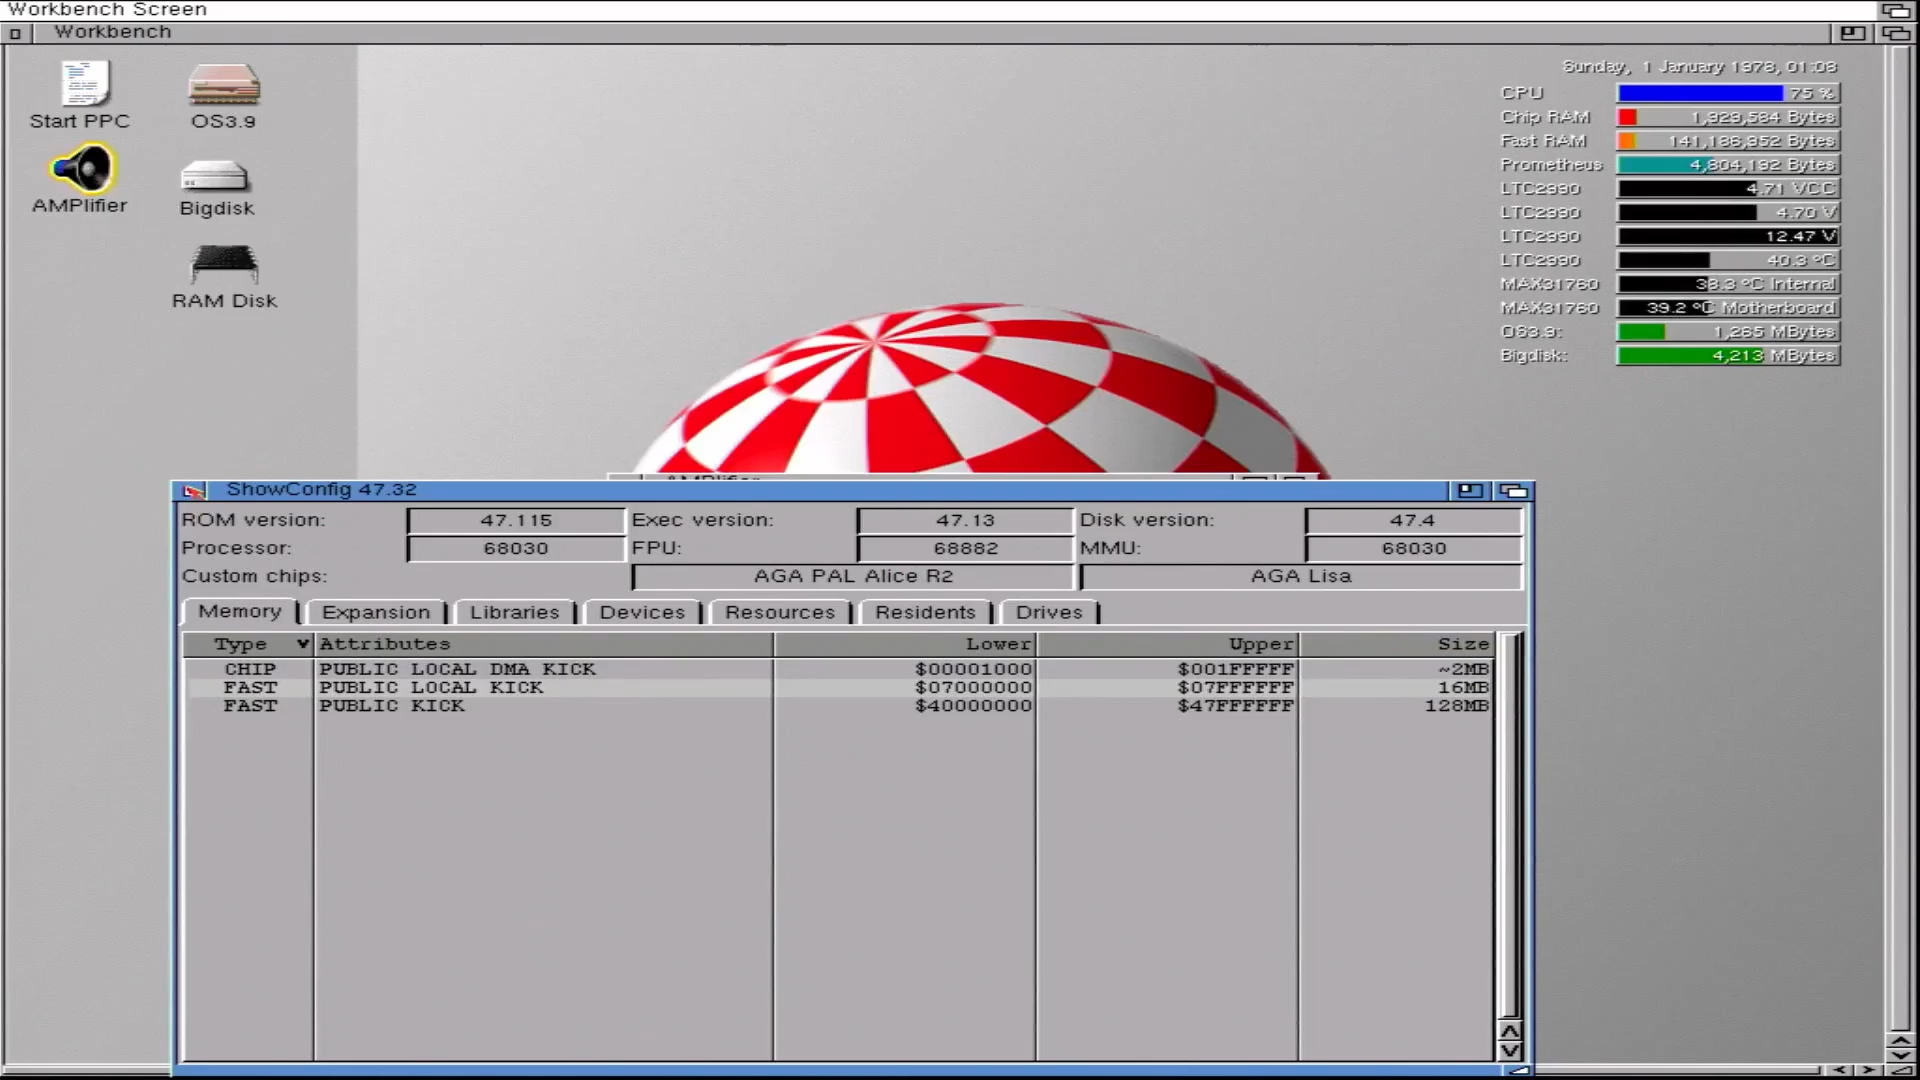 Workbench Screen
Workbench
Start PPC
OS3.9
AMPlifier
Bigdisk
RAM Disk
Sunday, 1 January 1978, 01:08
CPU 75 %
Chip RAM 1,929,584 Bytes
Fast RAM 141,186,952 Bytes
Prometheus 4,804,192 Bytes
LTC2990 4.71 VCC
LTC2990 4.70 V
LTC2990 12.47 V
LTC2990 40.3 ºC
MAX31760 38.3 ºC Internal
MAX31760 39.2 ºC Motherboard
OS3.9: 1,265 MBytes
Bigdisk: 4,213 MBytes
ShowConfig 47.32
ROM version: 47.115 Exec version: 47.13 Disk version: 47.4
Processor: 68030 FPU: 68882 MMU: 68030
Custom chips: AGA PAL Alice R2 AGA Lisa
Memory Expansion Libraries Devices Resources Residents Drives
Type Attributes Lower Upper Size
CHIP PUBLIC LOCAL DMA KICK $00001000 $001FFFFF ~2MB
FAST PUBLIC LOCAL KICK $07000000 $07FFFFFF 16MB
FAST PUBLIC KICK $40000000 $47FFFFFF 128MB